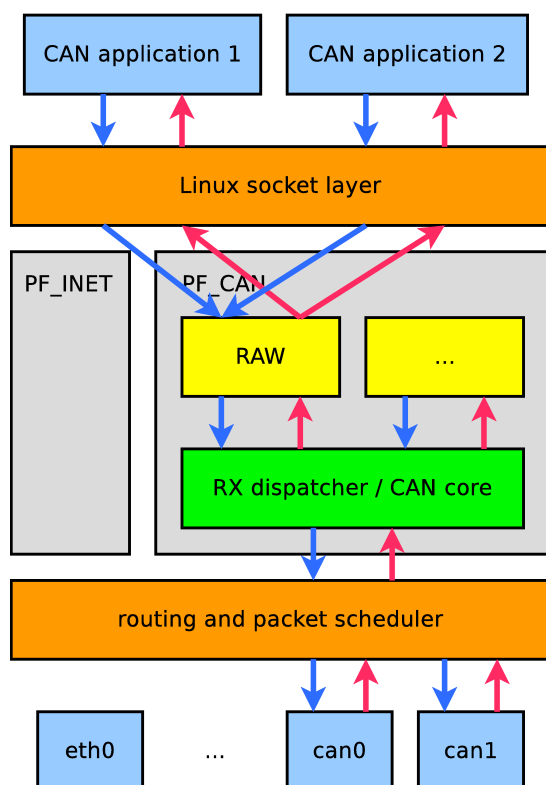 CAN application 1
CAN application 2
Linux socket layer
PF_INET
PF_CAN
RAW
...
RX dispatcher / CAN core
routing and packet scheduler
eth0
...
can0
can1